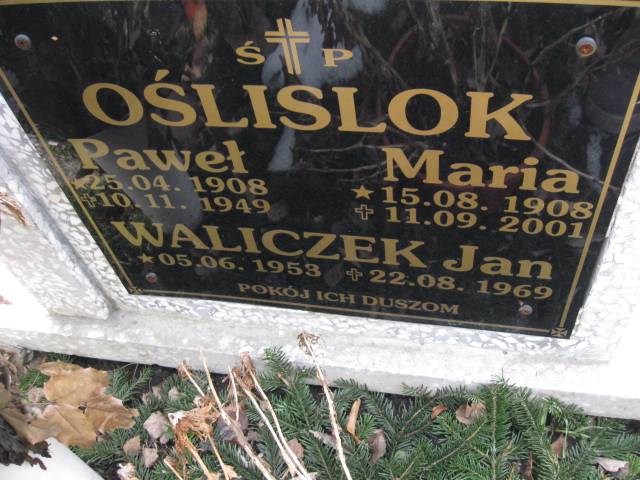 Ś P
OŚLISLOK
Paweł Maria
★25.04.1908 ★15.08.1908
✝10.11.1949 ✝11.09.2001
WALICZEK Jan
★05.06.1953 ✝22.08.1969
POKÓJ ICH DUSZOM